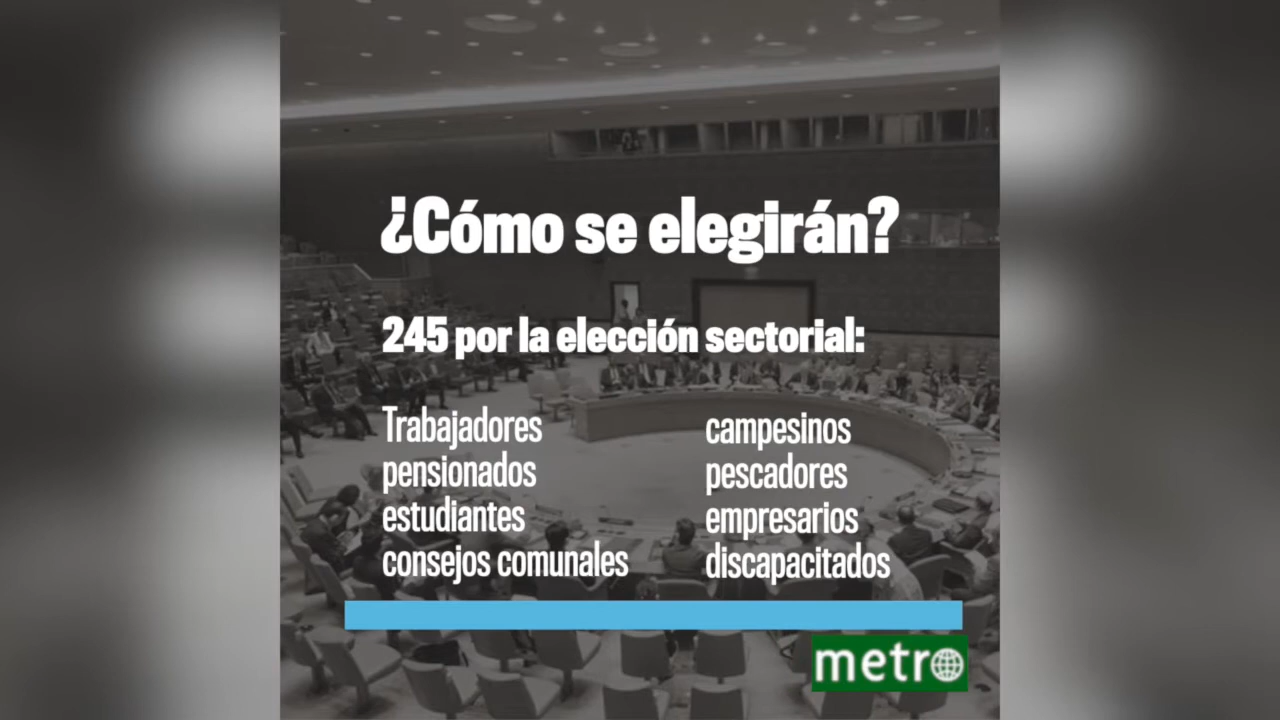 ¿Cómo se elegirán?
245 por la elección sectorial:
Trabajadores
pensionados
estudiantes
consejos comunales
campesinos
pescadores
empresarios
discapacitados
metro